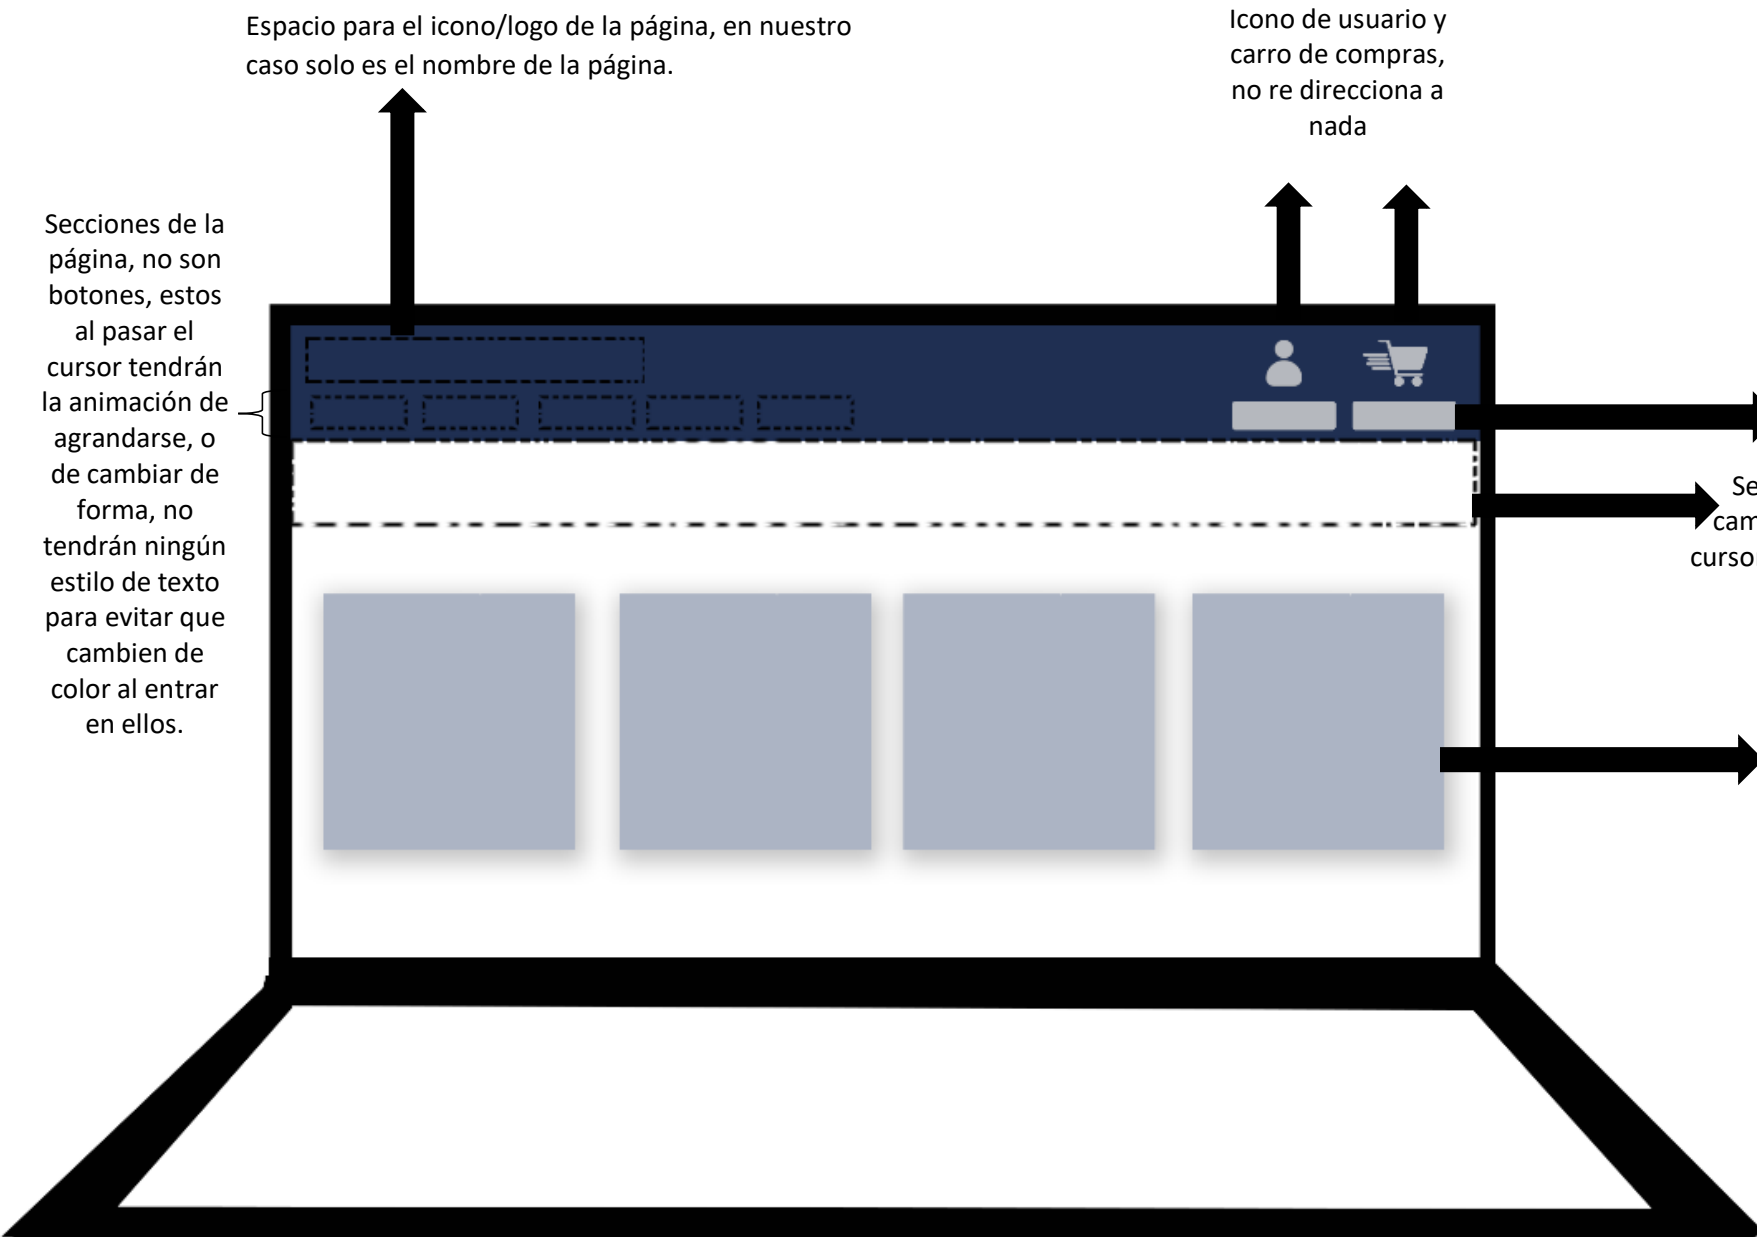 Espacio para el icono/logo de la página, en nuestro
caso solo es el nombre de la página.
Icono de usuario y
carro de compras,
no re direcciona a
nada
Secciones de la
página, no son
botones, estos
al pasar el
cursor tendrán
la animación de
agrandarse, o
de cambiar de
forma, no
tendrán ningún
estilo de texto
para evitar que
cambien de
color al entrar
en ellos.
Se
cam
cursor